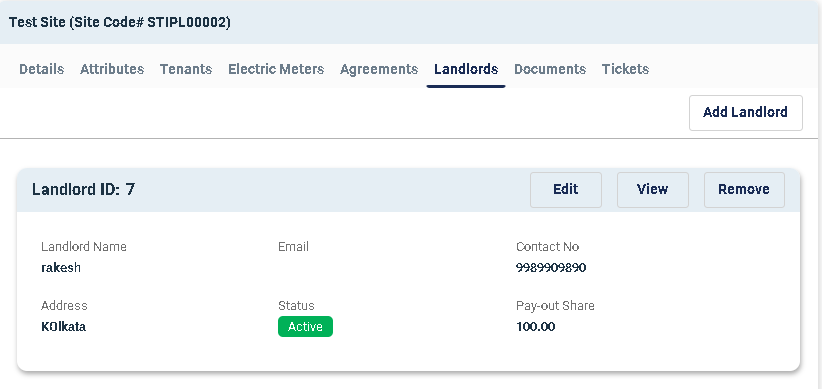 Test Site (Site Code# STIPL00002)
Details Attributes Tenants Electric Meters Agreements Landlords Documents Tickets
Add Landlord
Landlord ID: 7 Edit View Remove
Landlord Name Email Contact No
rakesh 9989909890
Address Status Pay-out Share
K0lkata Active 100.00